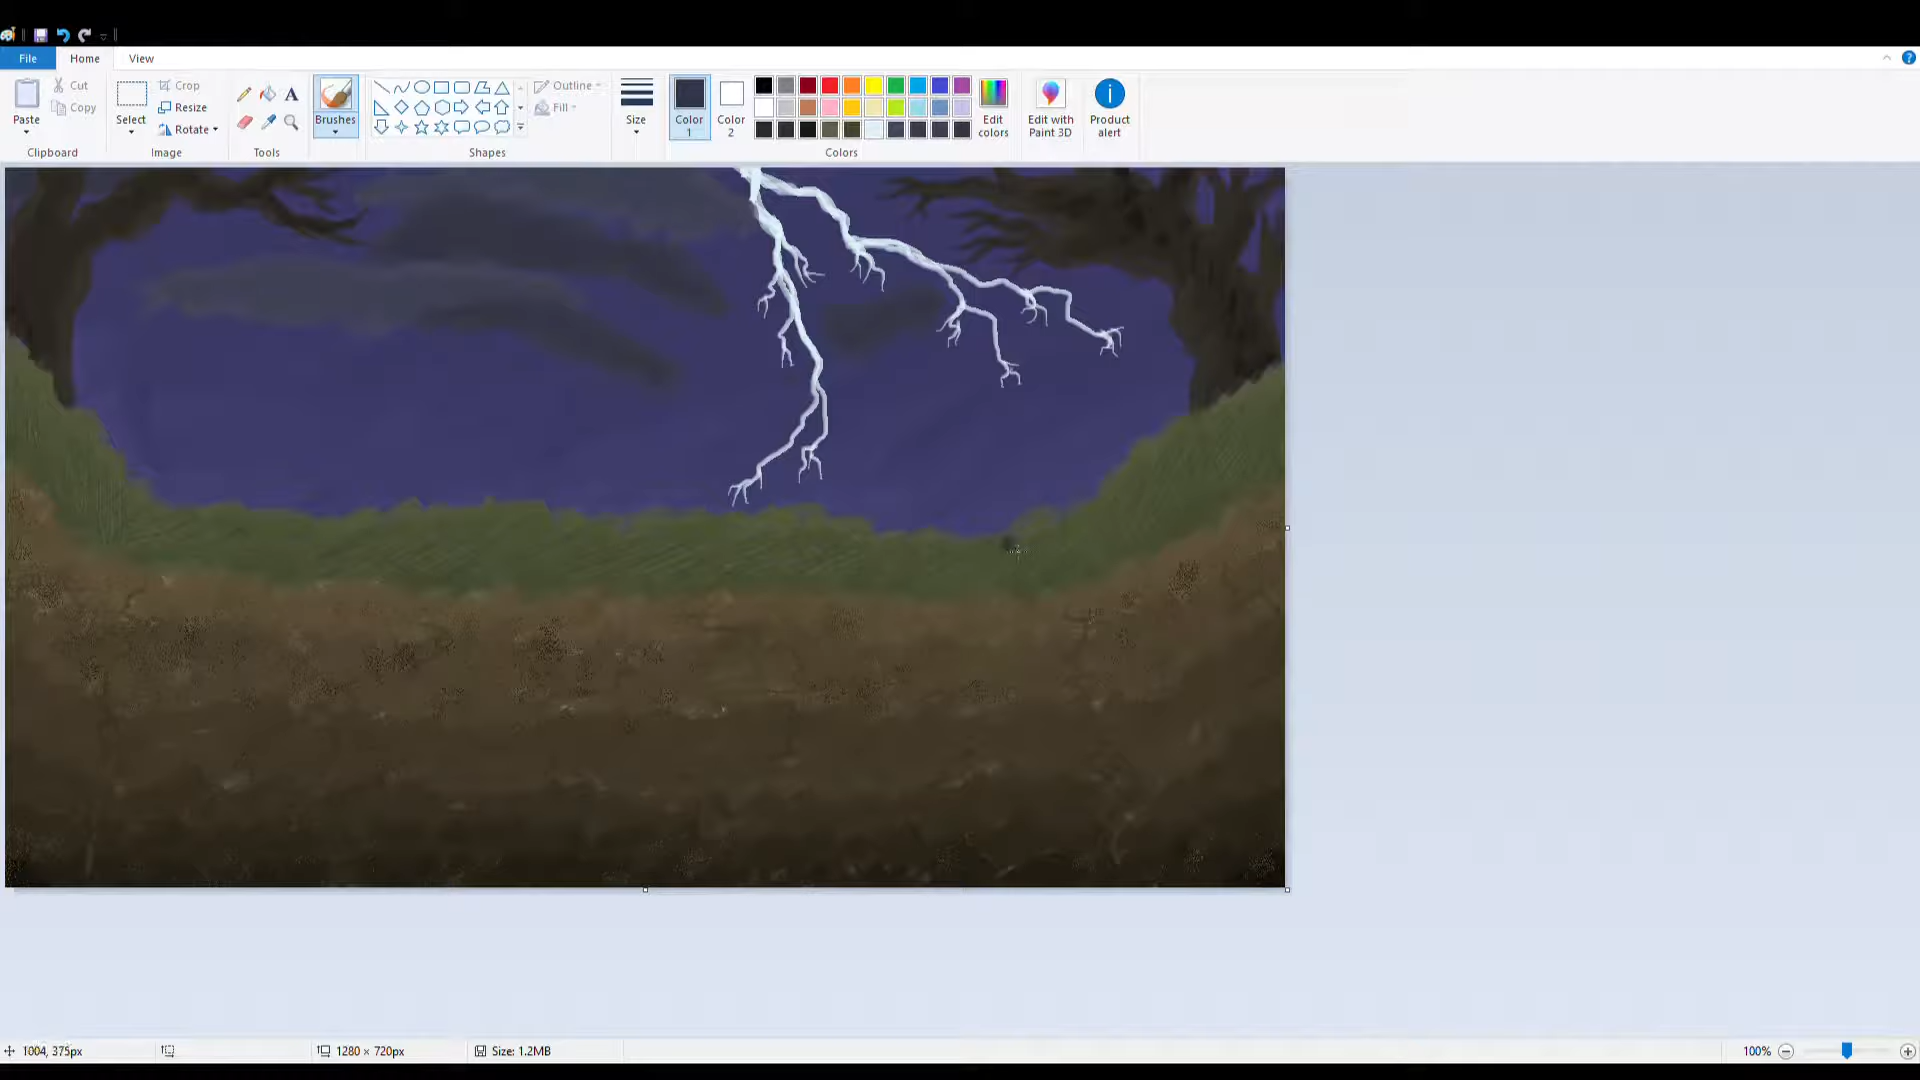 File Home View
Paste
Cut
Copy
Clipboard
Select
Crop
Resize
Rotate
Image
A
Tools
Brushes
Shapes
Outline
Fill
Size
Color
1
Color
2
Edit
colors
Colors
Edit with
Paint 3D
Product
alert
1004, 375px
1280 × 720px
Size: 1.2MB
100%